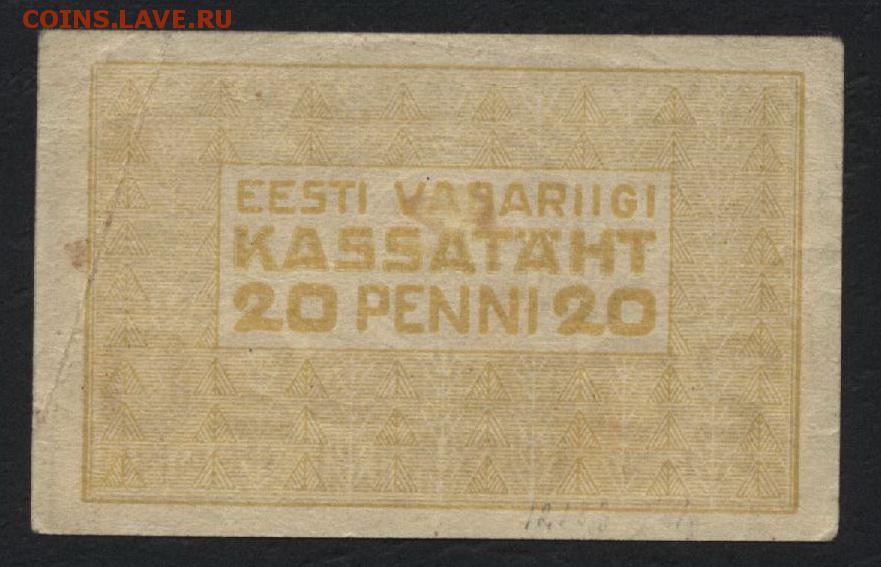 COINS.LAVE.RU
EESTI VABARIIGI
KASSATÄHT
20 PENNI 20